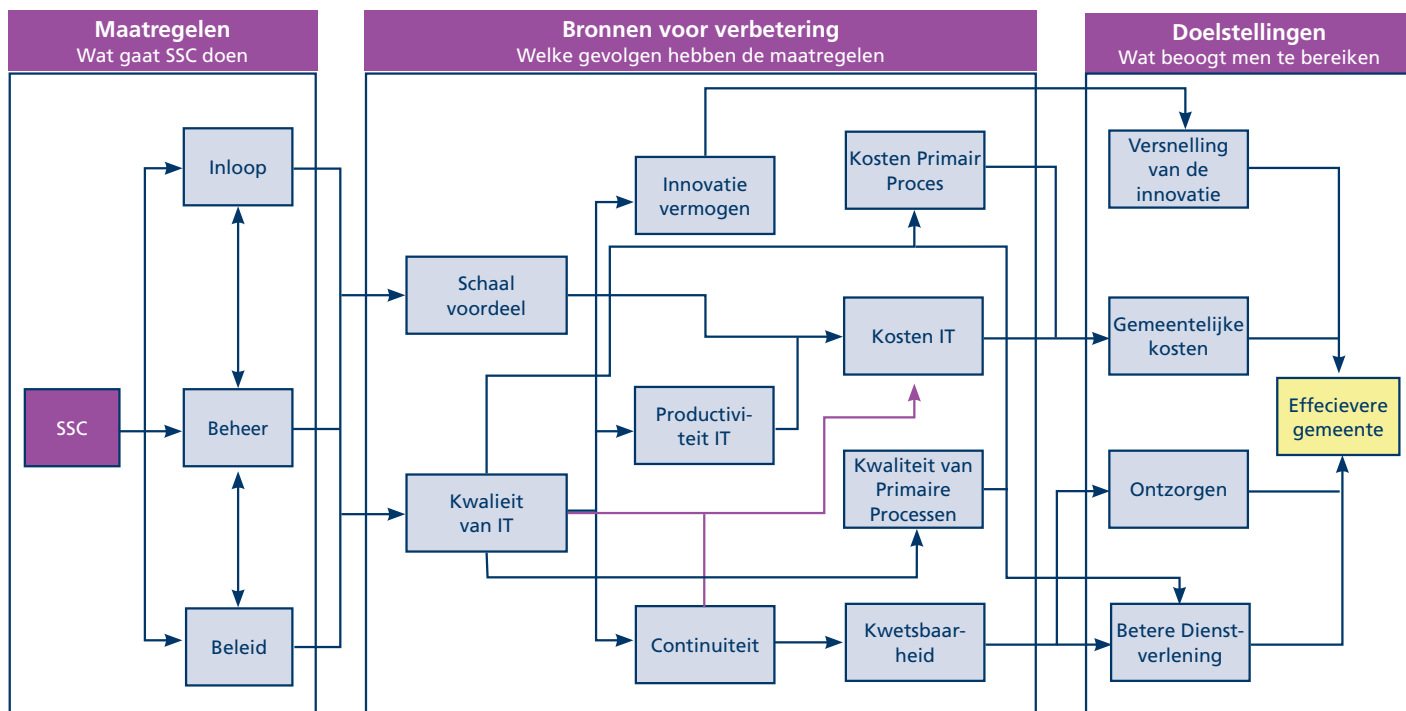 Maatregelen
Wat gaat SSC doen
Bronnen voor verbetering
Welke gevolgen hebben de maatregelen
Doelstellingen
Wat beoogt men te bereiken
SSC
Inloop
Beheer
Beleid
Schaal
voordeel
Kwalieit
van IT
Innovatie
vermogen
Productivi-
teit IT
Continuiteit
Kosten Primair
Proces
Kosten IT
Kwaliteit van
Primaire
Processen
Kwetsbaar-
heid
Versnelling
van de
innovatie
Gemeentelijke
kosten
Ontzorgen
Betere Dienst-
verlening
Effecievere
gemeente